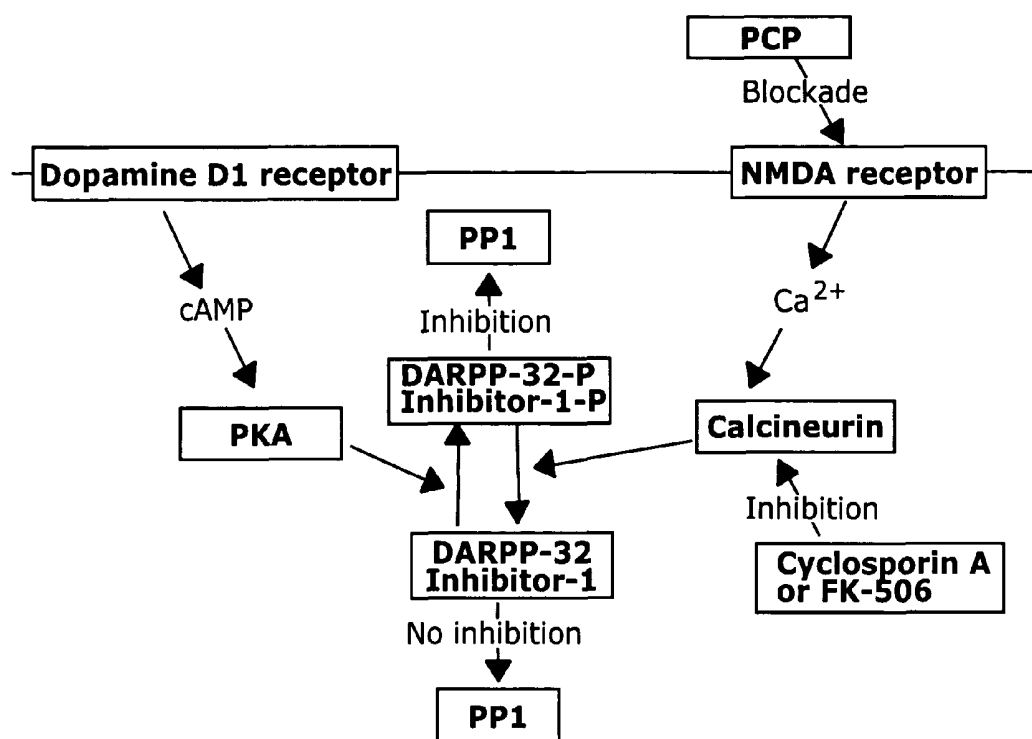 PCP
Blockade
Dopamine D1 receptor
NMDA receptor
PP1
cAMP
Inhibition
Ca2+
DARPP-32-P
Inhibitor-1-P
PKA
Calcineurin
Inhibition
DARPP-32
Inhibitor-1
Cyclosporin A
or FK-506
No inhibition
PP1